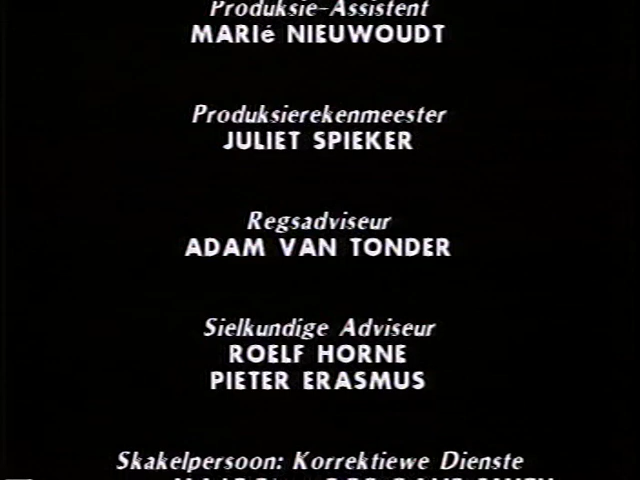 Produksie-Assistent
MARIé NIEUWOUDT
Produksierekenmeester
JULIET SPIEKER
Regsadviseur
ADAM VAN TONDER
Sielkundige Adviseur
ROELF HORNE
PIETER ERASMUS
Skakelpersoon: Korrektiewe Dienste